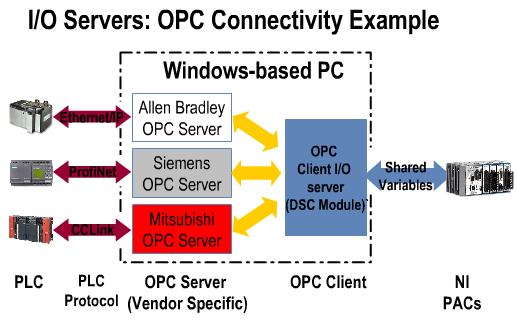 I/O Servers: OPC Connectivity Example
Windows-based PC
Ethernet/IP
Allen Bradley
OPC Server
ProfiNet
Siemens
OPC Server
CCLink
Mitsubishi
OPC Server
OPC
Client I/O
server
(DSC Module)
Shared
Variables
PLC
PLC
Protocol
OPC Server
(Vendor Specific)
OPC Client
NI
PACs